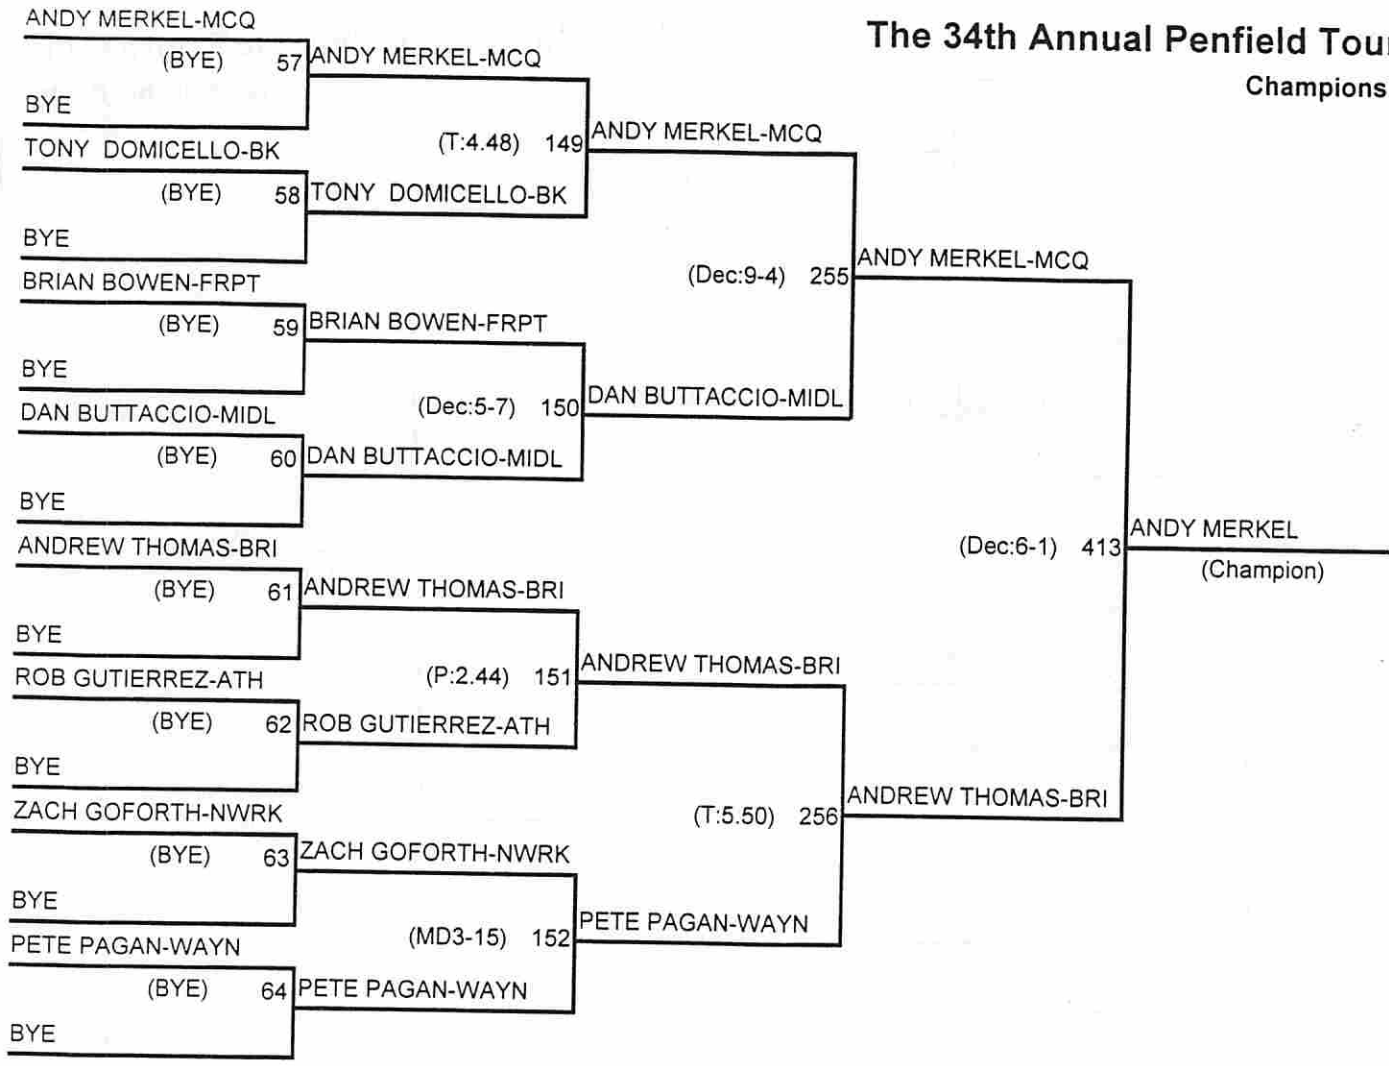 The 34th Annual Penfield Tou
Champions
ANDY MERKEL-MCQ
(BYE) 57
BYE
ANDY MERKEL-MCQ
TONY DOMICELLO-BK
(BYE) 58
BYE
TONY DOMICELLO-BK
(T:4.48) 149
ANDY MERKEL-MCQ
BRIAN BOWEN-FRPT
(BYE) 59
BYE
BRIAN BOWEN-FRPT
DAN BUTTACCIO-MIDL
(BYE) 60
BYE
DAN BUTTACCIO-MIDL
(Dec:5-7) 150
DAN BUTTACCIO-MIDL
(Dec:9-4) 255
ANDY MERKEL-MCQ
ANDREW THOMAS-BRI
(BYE) 61
BYE
ANDREW THOMAS-BRI
ROB GUTIERREZ-ATH
(BYE) 62
BYE
ROB GUTIERREZ-ATH
(P:2.44) 151
ANDREW THOMAS-BRI
ZACH GOFORTH-NWRK
(BYE) 63
BYE
ZACH GOFORTH-NWRK
PETE PAGAN-WAYN
(BYE) 64
BYE
PETE PAGAN-WAYN
(MD3-15) 152
PETE PAGAN-WAYN
(T:5.50) 256
ANDREW THOMAS-BRI
(Dec:6-1) 413
ANDY MERKEL
(Champion)